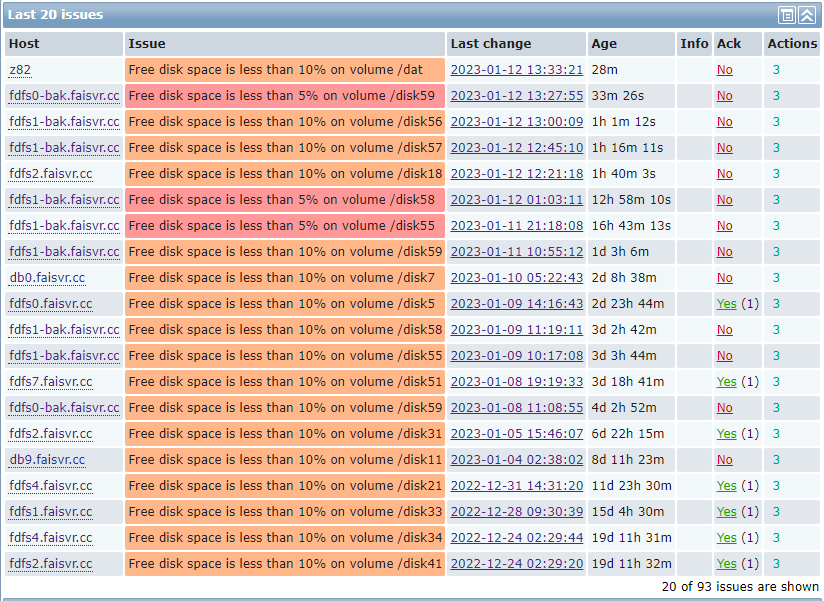 Last 20 issues
Host Issue Last change Age Info Ack Actions
z82 Free disk space is less than 10% on volume /dat 2023-01-12 13:33:21 28m No 3
fdfs0-bak.faisvr.cc Free disk space is less than 5% on volume /disk59 2023-01-12 13:27:55 33m 26s No 3
fdfs1-bak.faisvr.cc Free disk space is less than 10% on volume /disk56 2023-01-12 13:00:09 1h 1m 12s No 3
fdfs1-bak.faisvr.cc Free disk space is less than 10% on volume /disk57 2023-01-12 12:45:10 1h 16m 11s No 3
fdfs2.faisvr.cc Free disk space is less than 10% on volume /disk18 2023-01-12 12:21:18 1h 40m 3s No 3
fdfs1-bak.faisvr.cc Free disk space is less than 5% on volume /disk58 2023-01-12 01:03:11 12h 58m 10s No 3
fdfs1-bak.faisvr.cc Free disk space is less than 5% on volume /disk55 2023-01-11 21:18:08 16h 43m 13s No 3
fdfs1-bak.faisvr.cc Free disk space is less than 10% on volume /disk59 2023-01-11 10:55:12 1d 3h 6m No 3
db0.faisvr.cc Free disk space is less than 10% on volume /disk7 2023-01-10 05:22:43 2d 8h 38m No 3
fdfs0.faisvr.cc Free disk space is less than 10% on volume /disk5 2023-01-09 14:16:43 2d 23h 44m Yes (1) 3
fdfs1-bak.faisvr.cc Free disk space is less than 10% on volume /disk58 2023-01-09 11:19:11 3d 2h 42m No 3
fdfs1-bak.faisvr.cc Free disk space is less than 10% on volume /disk55 2023-01-09 10:17:08 3d 3h 44m No 3
fdfs7.faisvr.cc Free disk space is less than 10% on volume /disk51 2023-01-08 19:19:33 3d 18h 41m Yes (1) 3
fdfs0-bak.faisvr.cc Free disk space is less than 10% on volume /disk59 2023-01-08 11:08:55 4d 2h 52m No 3
fdfs2.faisvr.cc Free disk space is less than 10% on volume /disk31 2023-01-05 15:46:07 6d 22h 15m Yes (1) 3
db9.faisvr.cc Free disk space is less than 10% on volume /disk11 2023-01-04 02:38:02 8d 11h 23m No 3
fdfs4.faisvr.cc Free disk space is less than 10% on volume /disk21 2022-12-31 14:31:20 11d 23h 30m Yes (1) 3
fdfs1.faisvr.cc Free disk space is less than 10% on volume /disk33 2022-12-28 09:30:39 15d 4h 30m Yes (1) 3
fdfs4.faisvr.cc Free disk space is less than 10% on volume /disk34 2022-12-24 02:29:44 19d 11h 31m Yes (1) 3
fdfs2.faisvr.cc Free disk space is less than 10% on volume /disk41 2022-12-24 02:29:20 19d 11h 32m Yes (1) 3
20 of 93 issues are shown